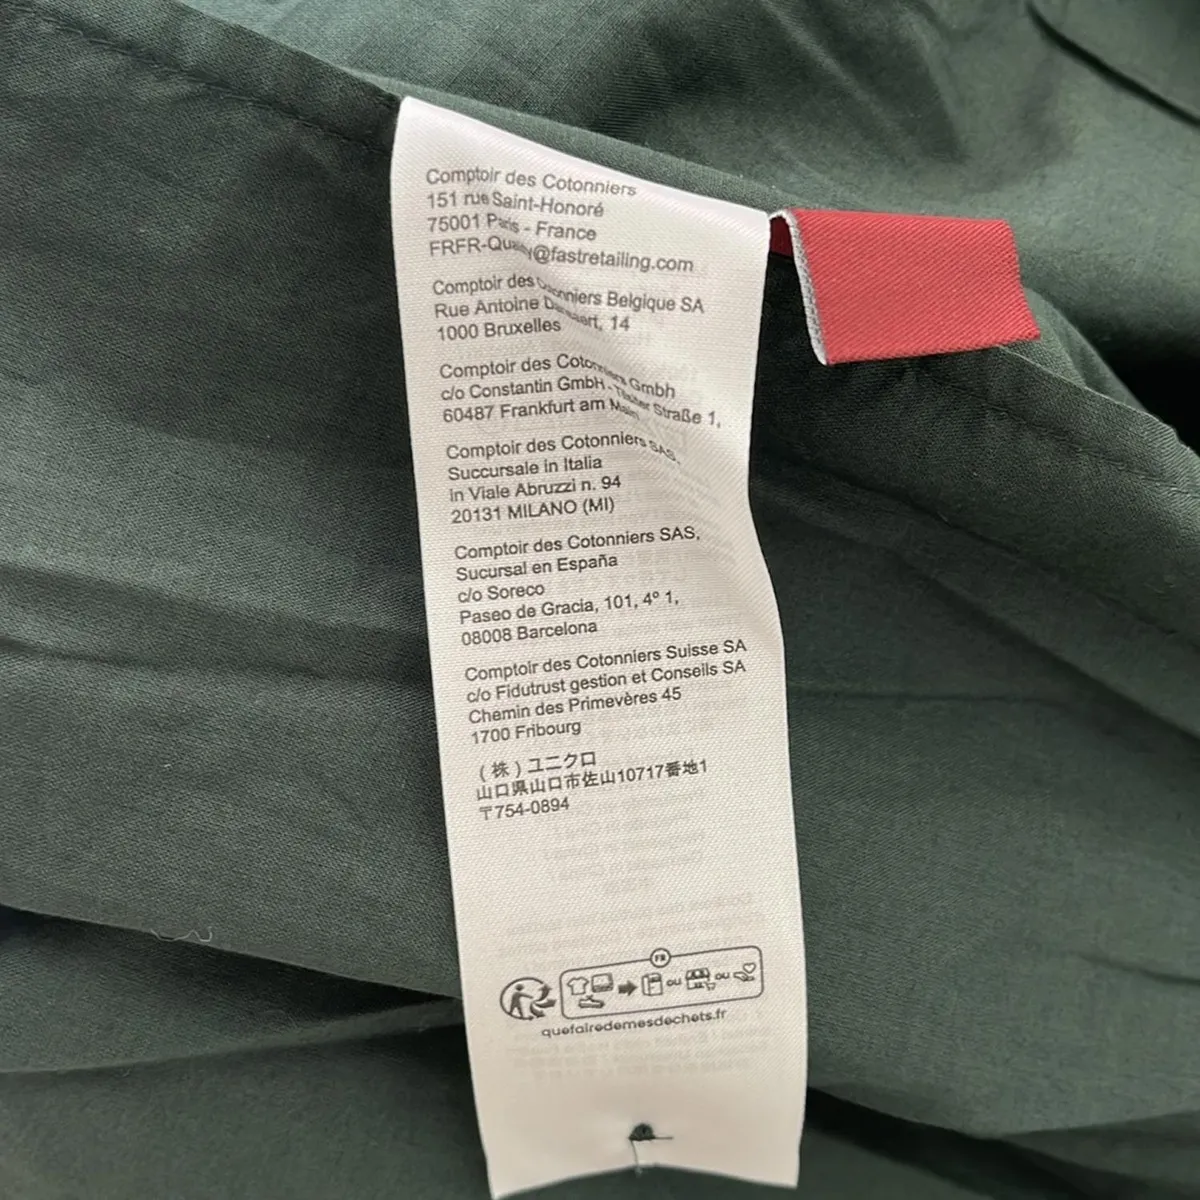 Comptoir des Cotonniers
151 rue Saint-Honoré
75001 Paris - France
FRFR-Quality@fastretailing.com
Comptoir des Cotonniers Belgique SA
Rue Antoine Dansaert, 14
1000 Bruxelles
Comptoir des Cotonniers Gmbh
c/o Constantin GmbH - Straße 1,
60487 Frankfurt am Main
Comptoir des Cotonniers SAS,
Succursale in Italia
in Viale Abruzzi n. 94
20131 MILANO (MI)
Comptoir des Cotonniers SAS,
Sucursal en España
c/o Soreco
Paseo de Gracia, 101, 4º 1,
08008 Barcelona
Comptoir des Cotonniers Suisse SA
c/o Fidutrust gestion et Conseils SA
Chemin des Primevères 45
1700 Fribourg
(株)ユニクロ
山口県山口市佐山10717番地1
〒754-0894
FR
ou ou
quefairedemesdechets.fr